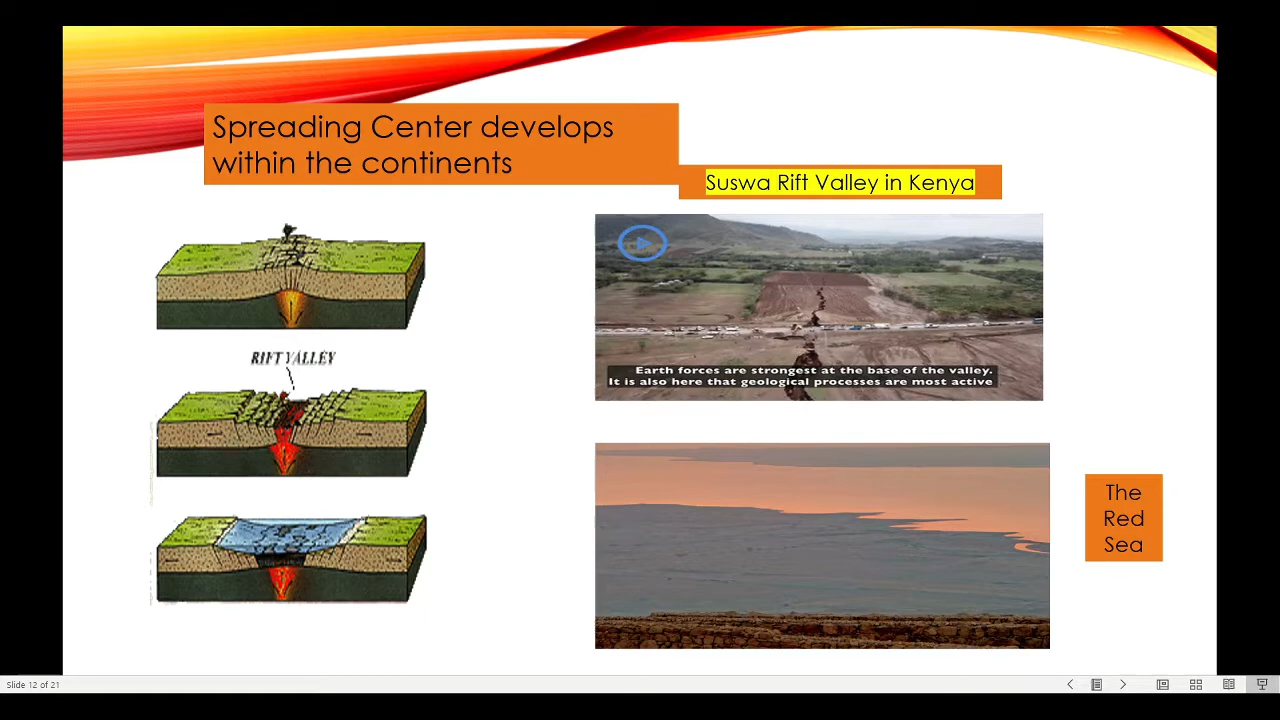 Spreading Center develops
within the continents
Suswa Rift Valley in Kenya
RIFT VALLEY
Earth forces are strongest at the base of the valley.
It is also here that geological processes are most active
The
Red
Sea
Slide 12 of 21